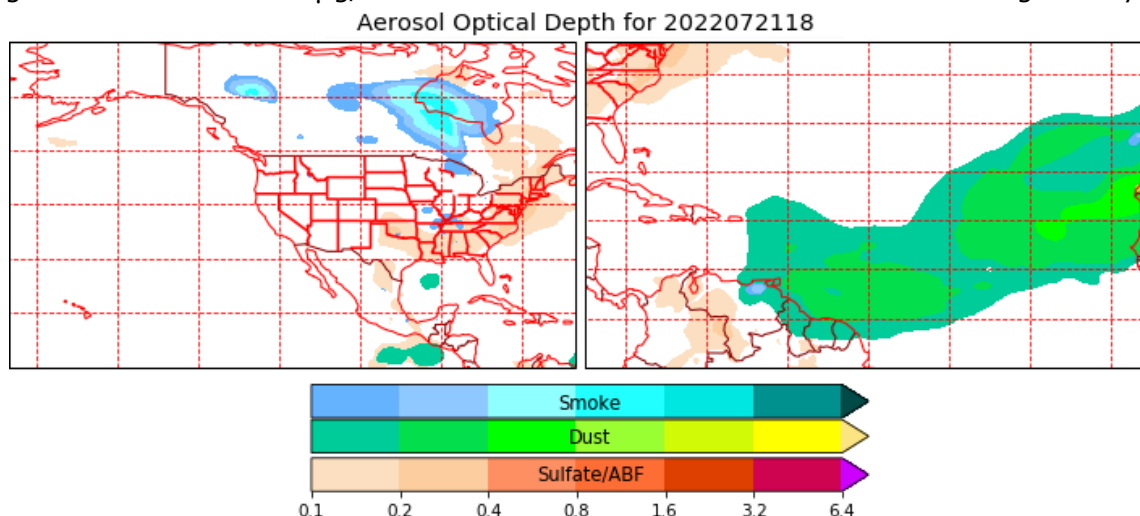 Aerosol Optical Depth for 2022072118
Smoke
Dust
Sulfate/ABF
0.1 0.2 0.4 0.8 1.6 3.2 6.4